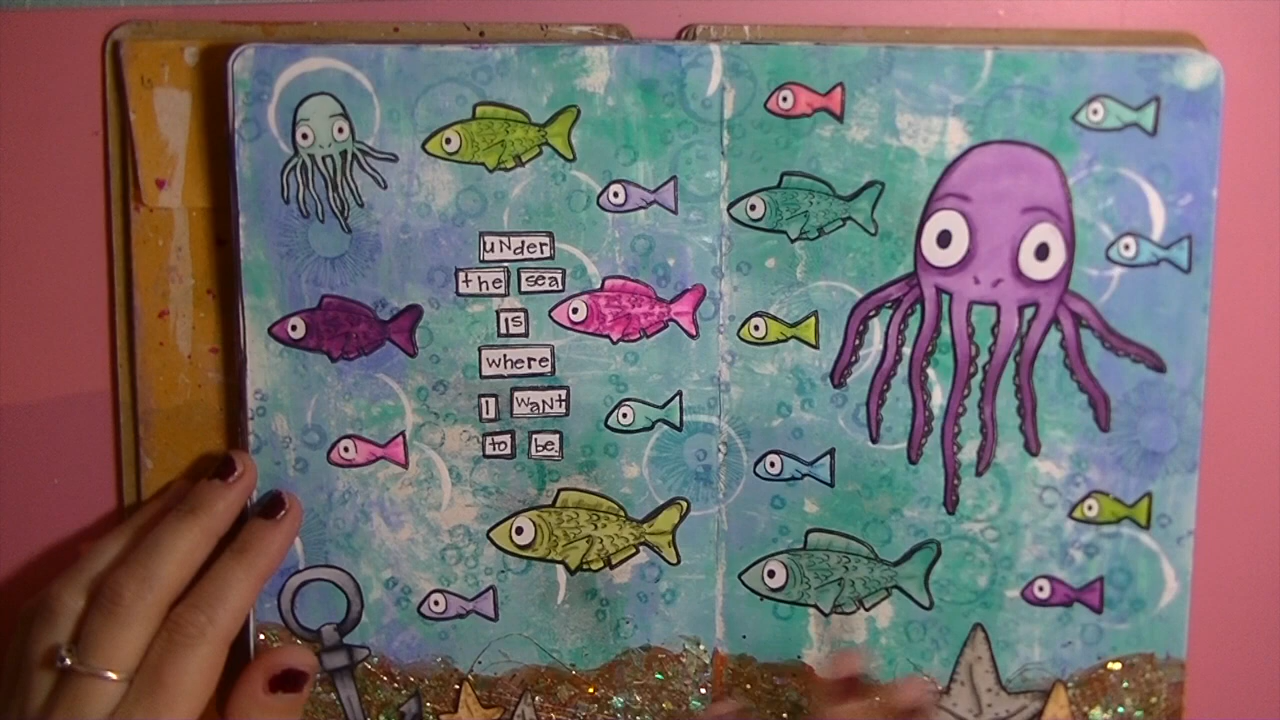 uNder
the sea
is
where
I waNt
to be.